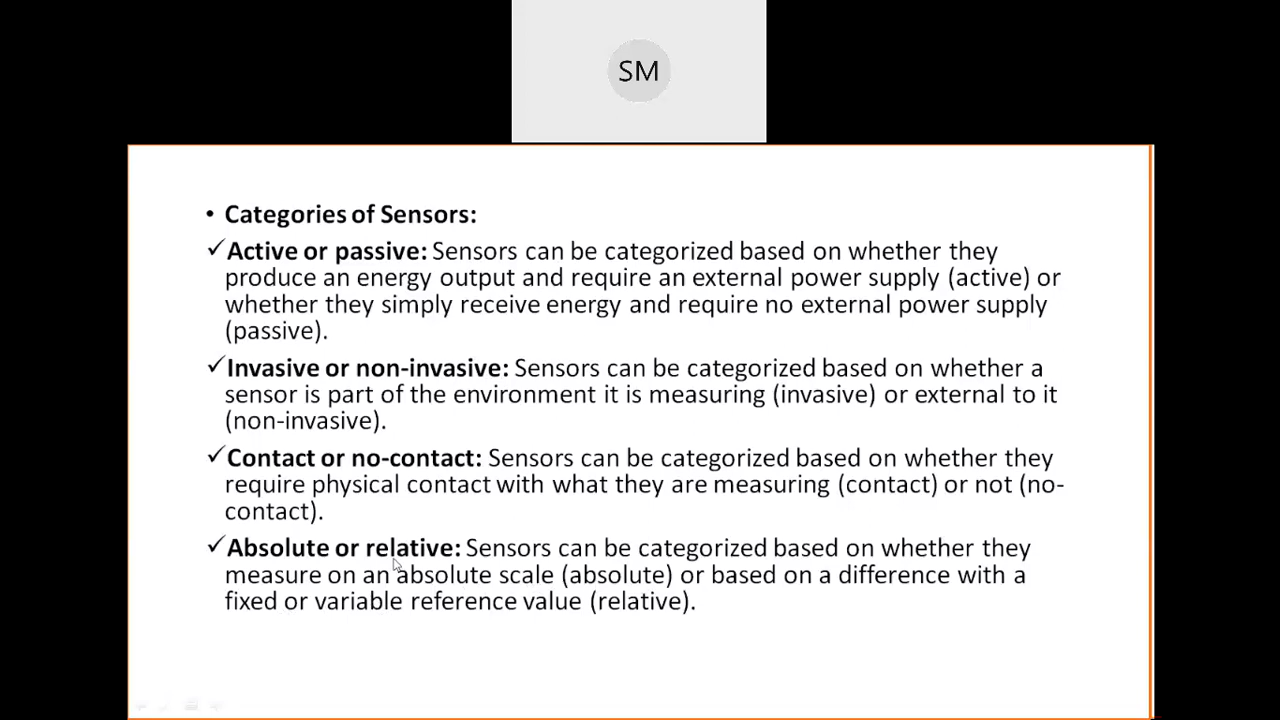 SM
• Categories of Sensors:
✓Active or passive: Sensors can be categorized based on whether they
produce an energy output and require an external power supply (active) or
whether they simply receive energy and require no external power supply
(passive).
✓Invasive or non-invasive: Sensors can be categorized based on whether a
sensor is part of the environment it is measuring (invasive) or external to it
(non-invasive).
✓Contact or no-contact: Sensors can be categorized based on whether they
require physical contact with what they are measuring (contact) or not (no-
contact).
✓Absolute or relative: Sensors can be categorized based on whether they
measure on an absolute scale (absolute) or based on a difference with a
fixed or variable reference value (relative).